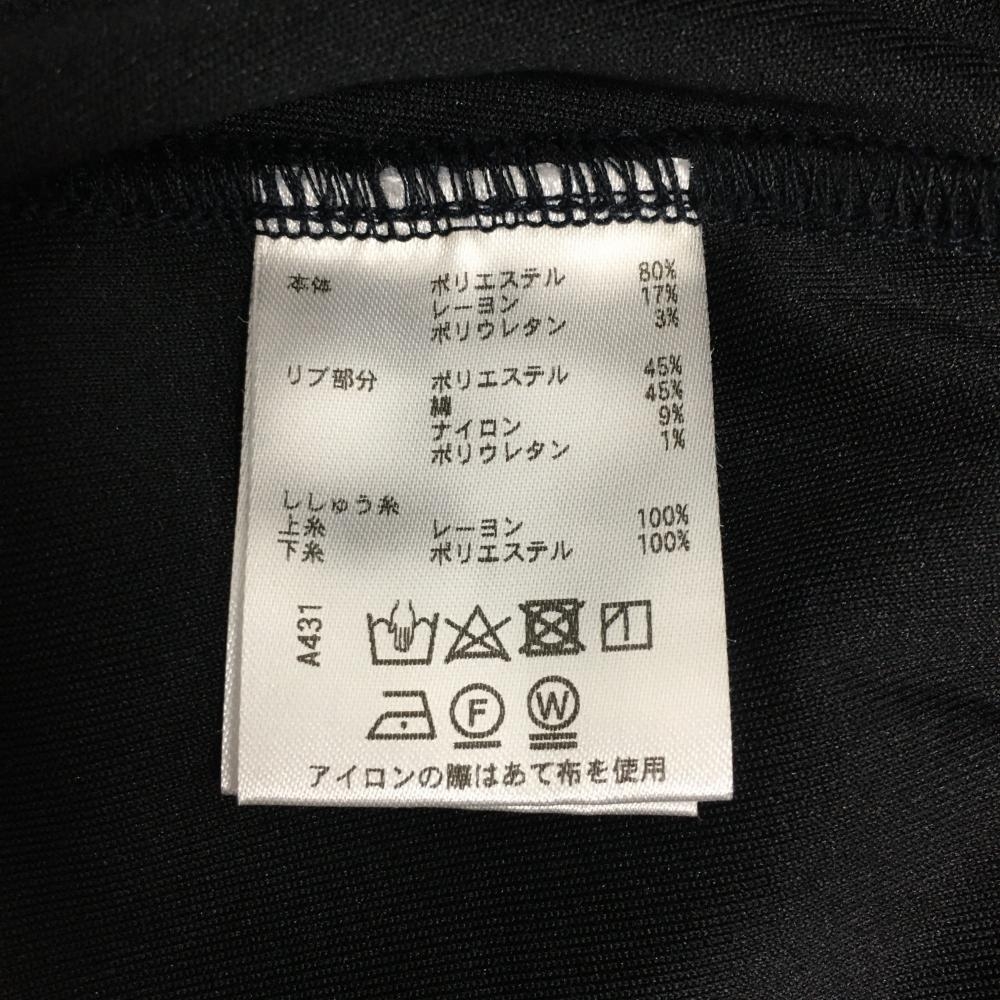 本体 ポリエステル 80%
レーヨン 17%
ポリウレタン 3%
リブ部分 ポリエステル 45%
綿 45%
ナイロン 9%
ポリウレタン 1%
ししゅう糸
上糸 レーヨン 100%
下糸 ポリエステル 100%
A431
F W
アイロンの際はあて布を使用